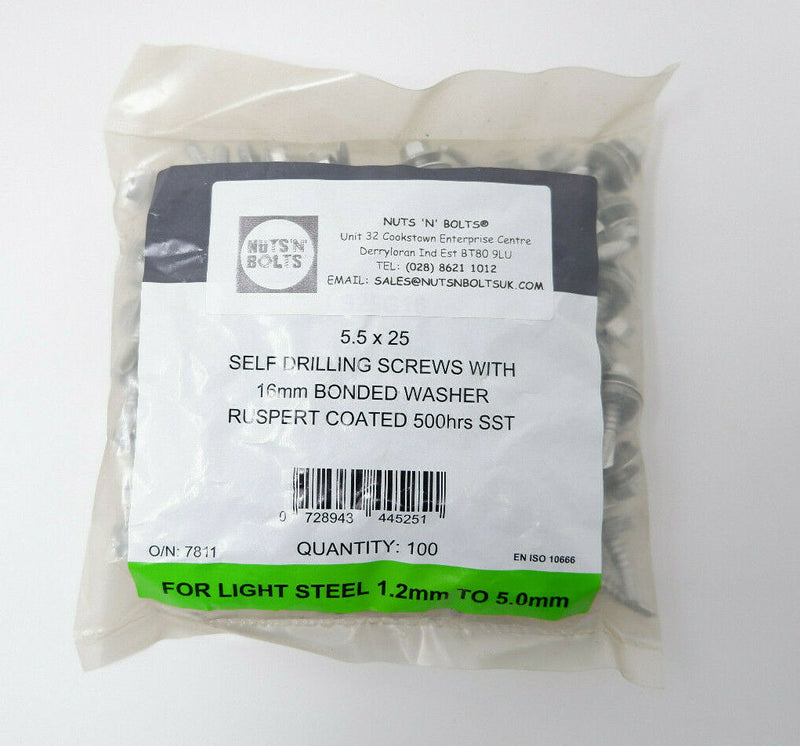 NUTS 'N' BOLTS
NUTS 'N' BOLTS®
Unit 32 Cookstown Enterprise Centre
Derryloran Ind Est BT80 9LU
TEL: (028) 8621 1012
EMAIL: SALES@NUTSNBOLTSUK.COM
5.5 x 25
SELF DRILLING SCREWS WITH
16mm BONDED WASHER
RUSPERT COATED 500hrs SST
0 728943 445251
O/N: 7811
QUANTITY: 100
EN ISO 10666
FOR LIGHT STEEL 1.2mm TO 5.0mm